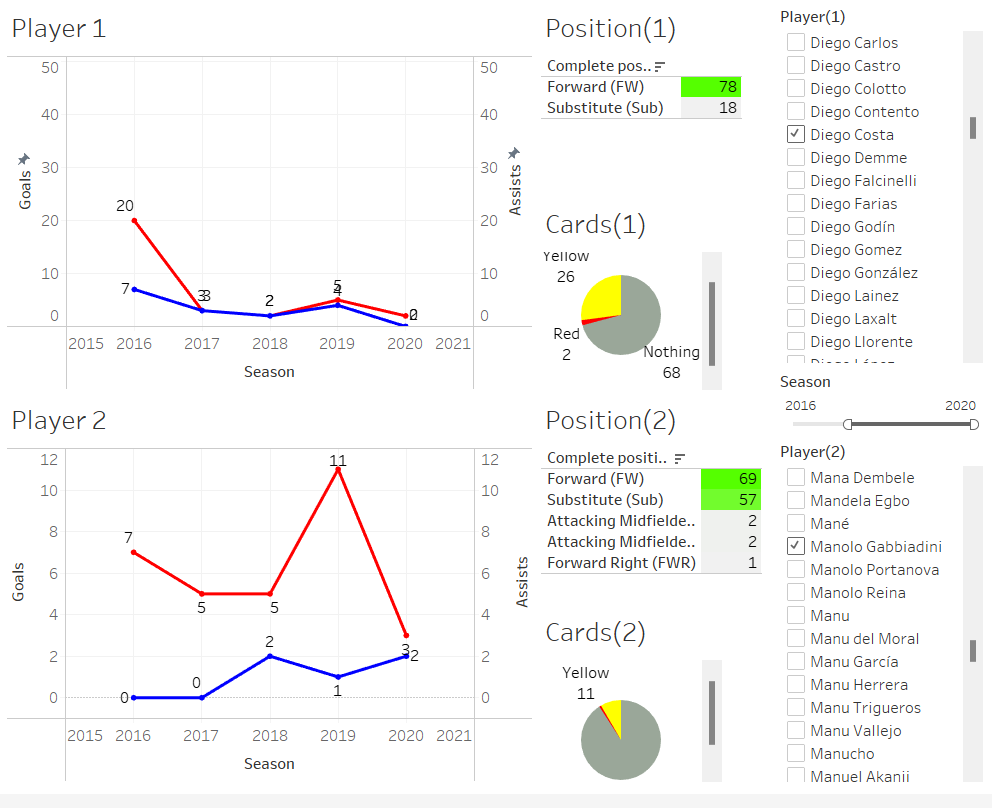 Player 1
50 50
40 40
30 30
20 20
10 10
0 0
Goals
Assists
20
7
3
3
2
2
5
4
2
0
2015 2016 2017 2018 2019 2020 2021
Season
Position(1)
Complete pos..
Forward (FW) 78
Substitute (Sub) 18
Cards(1)
Yellow
26
Red
2
Nothing
68
Player(1)
Diego Carlos
Diego Castro
Diego Colotto
Diego Contento
Diego Costa
Diego Demme
Diego Falcinelli
Diego Farias
Diego Godín
Diego Gomez
Diego González
Diego Lainez
Diego Laxalt
Diego Llorente
Diego López
Season
2016 2020
Player 2
12 12
10 10
8 8
6 6
4 4
2 2
0 0
Goals
Assists
7
5
5
11
3
0
0
2
1
2
2015 2016 2017 2018 2019 2020 2021
Season
Position(2)
Complete positi..
Forward (FW) 69
Substitute (Sub) 57
Attacking Midfielde.. 2
Attacking Midfielde.. 2
Forward Right (FWR) 1
Cards(2)
Yellow
11
Player(2)
Mana Dembele
Mandela Egbo
Mané
Manolo Gabbiadini
Manolo Portanova
Manolo Reina
Manu
Manu del Moral
Manu García
Manu Herrera
Manu Trigueros
Manu Vallejo
Manucho
Manuel Akanji